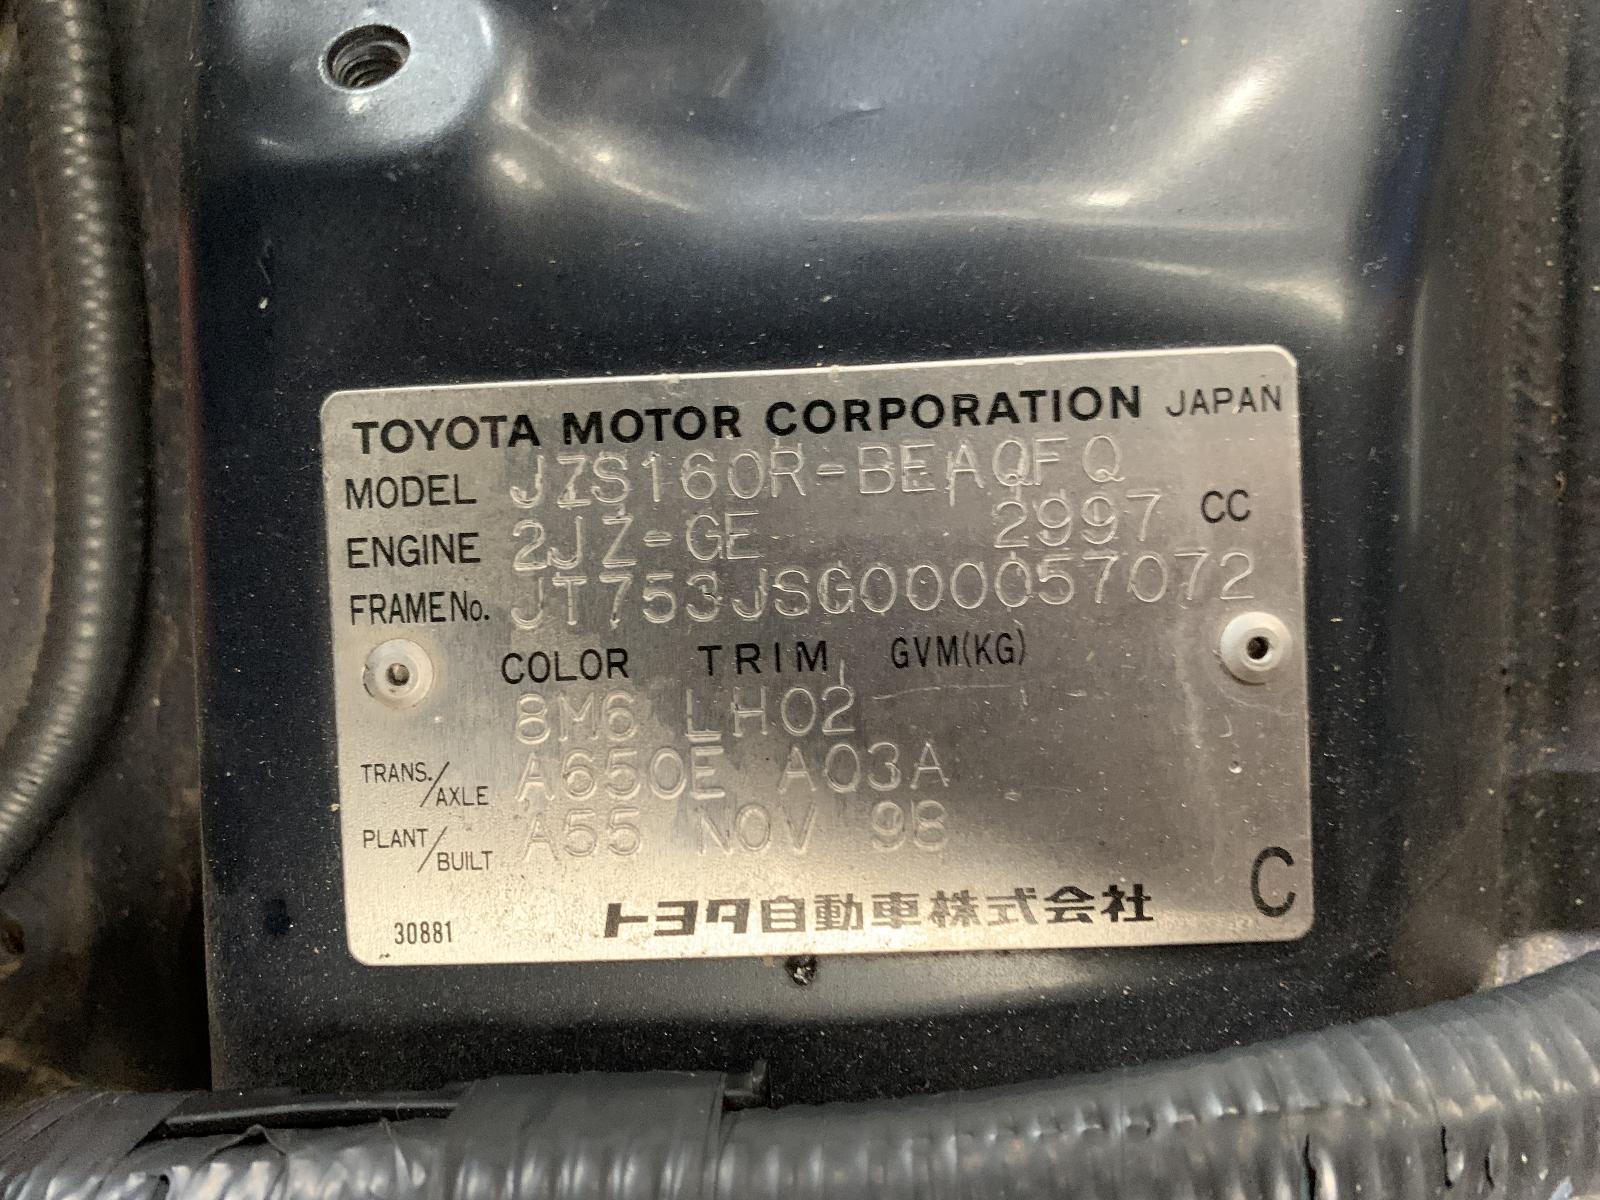 TOYOTA MOTOR CORPORATION JAPAN
MODEL JZS160R-BEAQFQ
ENGINE 2JZ-GE 2997 CC
FRAME No. JT753JSG000057072
COLOR TRIM GVM(KG)
8M6 LH02
TRANS./AXLE A650E A03A
PLANT/BUILT A55 NOV 98
30881 トヨタ自動車株式会社 C